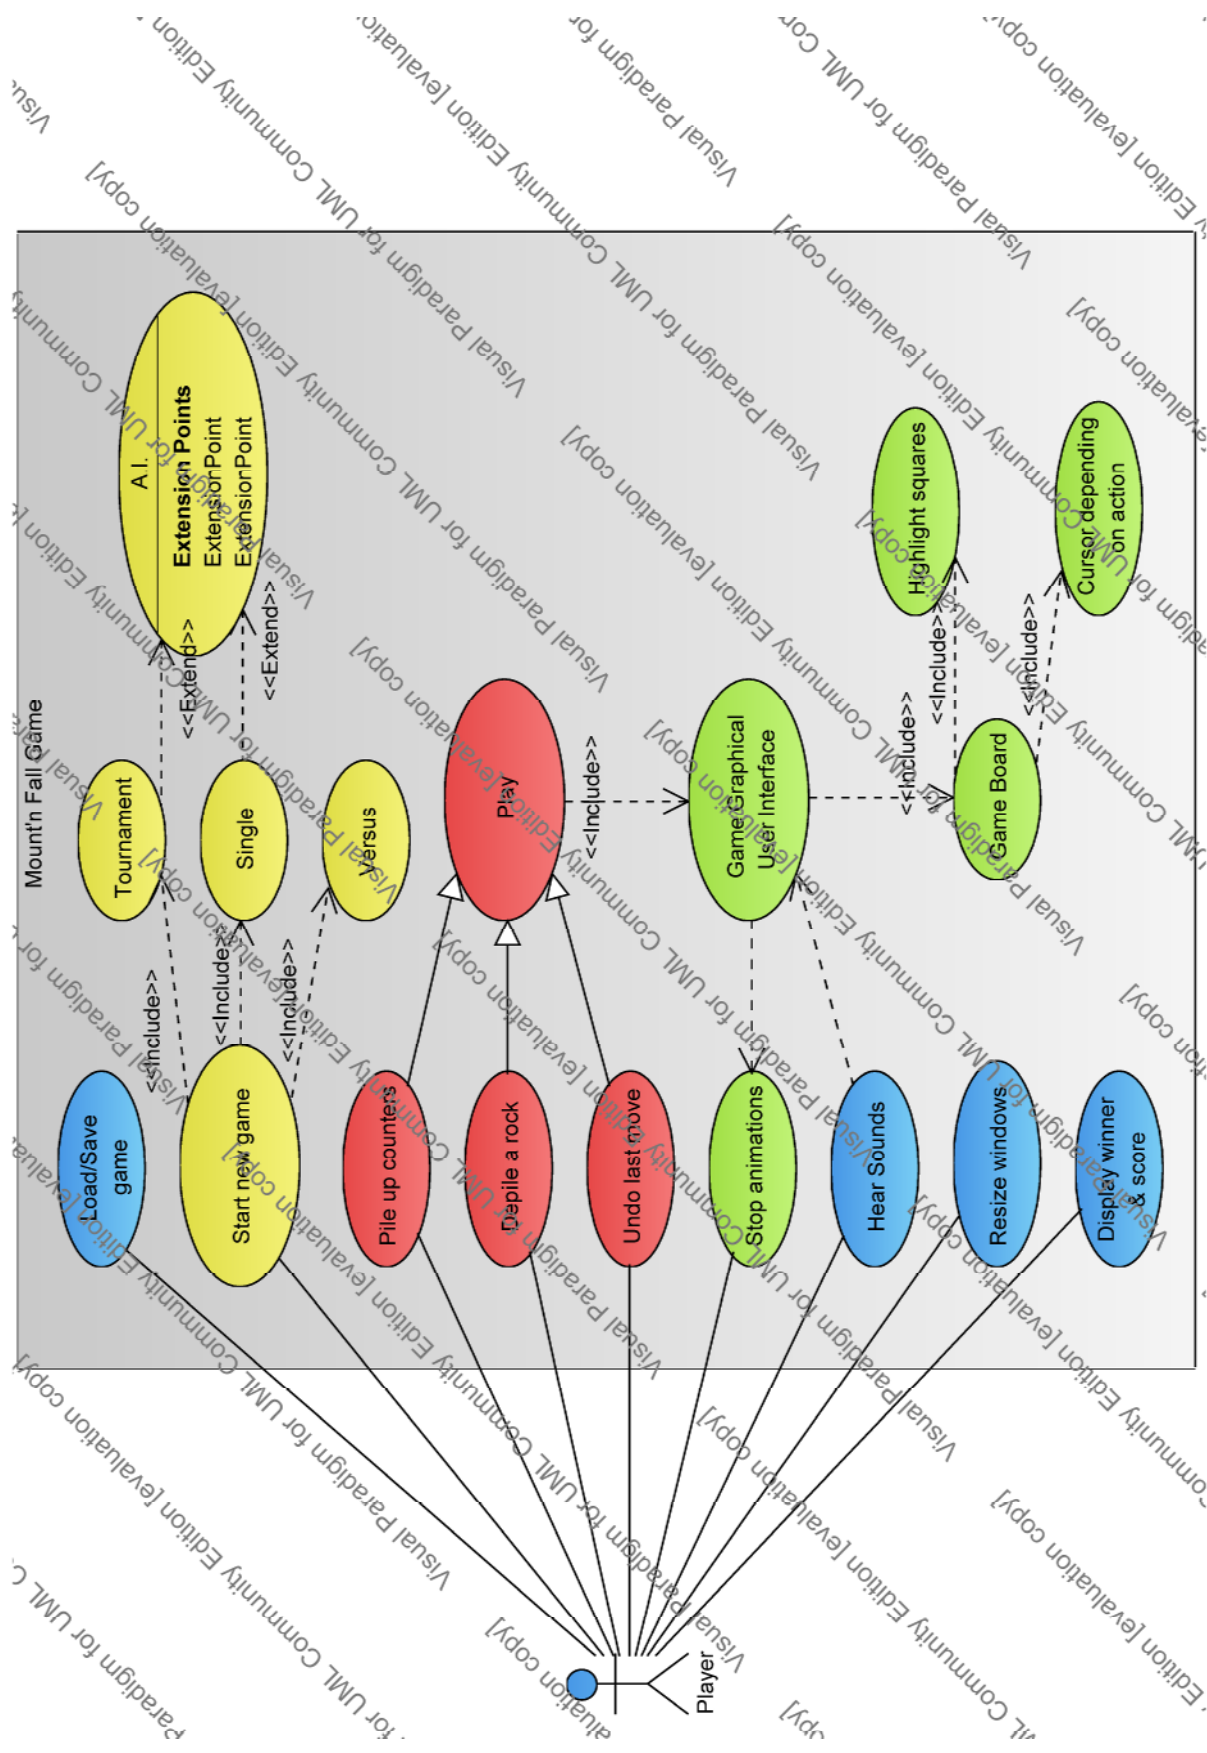 Mount'n Fall Game
Load/Save
game
Start new game
Pile up counters
Depile a rock
Undo last move
Stop animations
Hear Sounds
Resize windows
Display winner
& score
<<Include>>
<<Include>>
<<Include>>
Tournament
Single
Versus
Play
<<Include>>
Game Graphical
User Interface
<<Include>>
Game Board
<<Extend>>
<<Extend>>
A.I.
Extension Points
ExtensionPoint
ExtensionPoint
<<Include>>
<<Include>>
Highlight squares
Cursor depending
on action
Player
Visual Paradigm for UML Community Edition [evaluation copy]